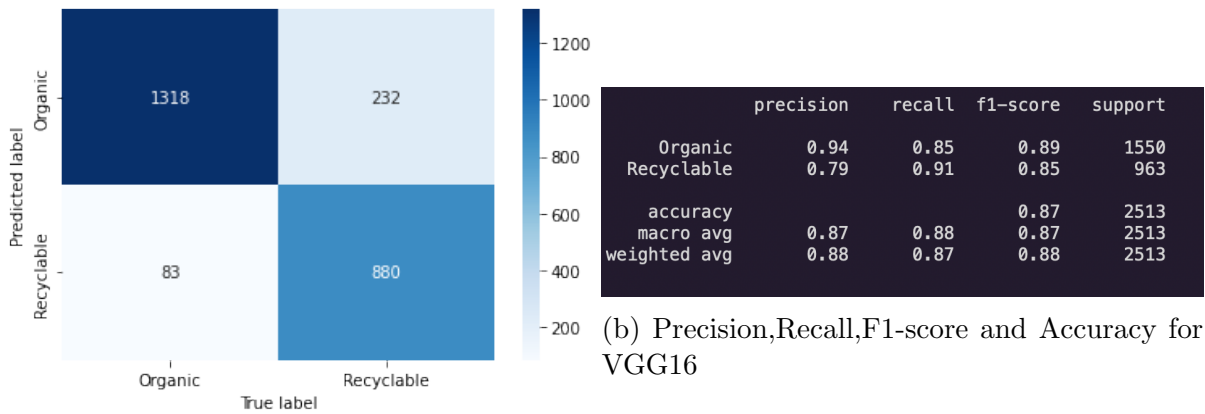 Predicted label
Organic
Recyclable
1318 232
83 880
Organic Recyclable
True label
1200
1000
800
600
400
200
precision recall f1-score support
Organic 0.94 0.85 0.89 1550
Recyclable 0.79 0.91 0.85 963
accuracy 0.87 2513
macro avg 0.87 0.88 0.87 2513
weighted avg 0.88 0.87 0.88 2513
(b) Precision,Recall,F1-score and Accuracy for
VGG16